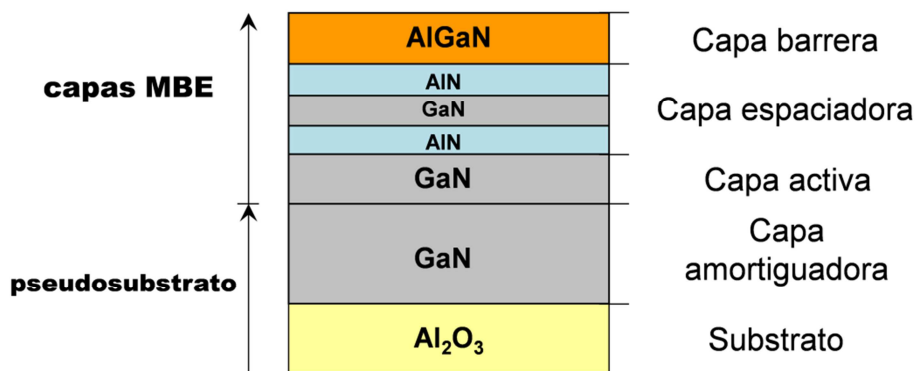 AlGaN
Capa barrera
capas MBE
AlN
GaN
Capa espaciadora
AlN
GaN
Capa activa
GaN
Capa
amortiguadora
pseudosubstrato
Al₂O₃
Substrato